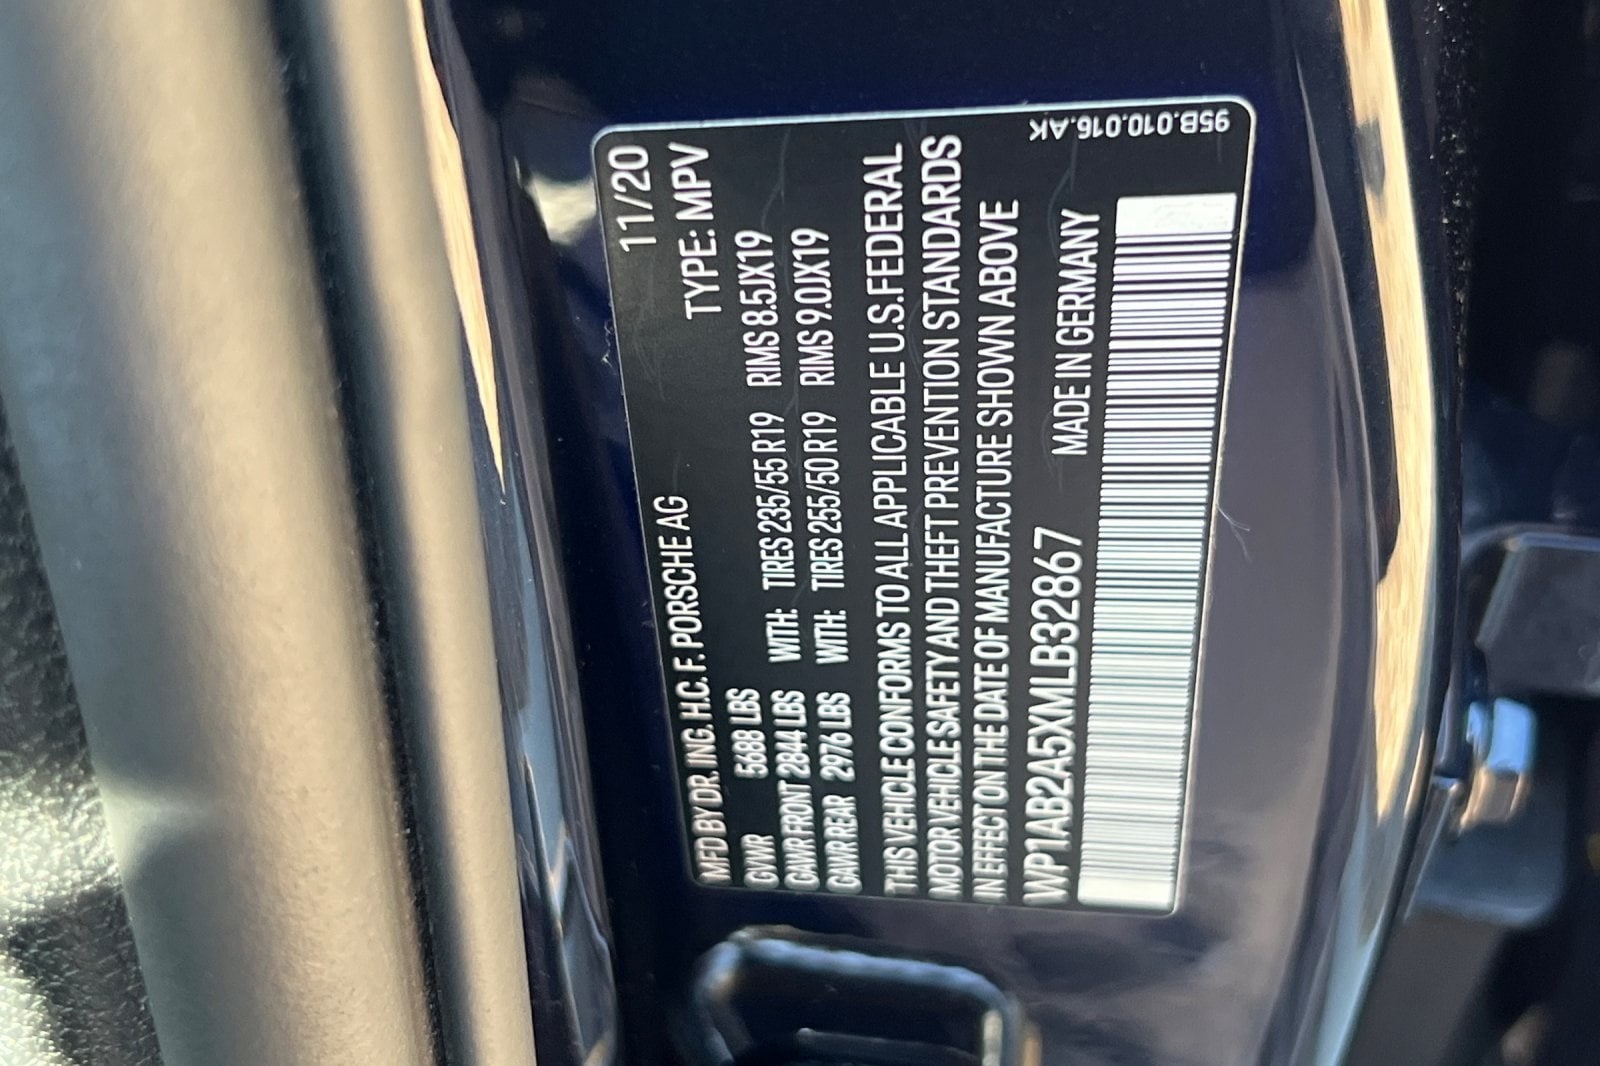 MFD BY DR. ING. H.C. F. PORSCHE AG 11/20
TYPE: MPV
GVWR 5688 LBS
GAWR FRONT 2844 LBS WITH: TIRES 235/55 R19 RIMS 8.5JX19
GAWR REAR 2976 LBS WITH: TIRES 255/50 R19 RIMS 9.0JX19
THIS VEHICLE CONFORMS TO ALL APPLICABLE U.S.FEDERAL
MOTOR VEHICLE SAFETY AND THEFT PREVENTION STANDARDS
IN EFFECT ON THE DATE OF MANUFACTURE SHOWN ABOVE
WP1AB2A5XMLB32867 MADE IN GERMANY
95B.010.016.AK